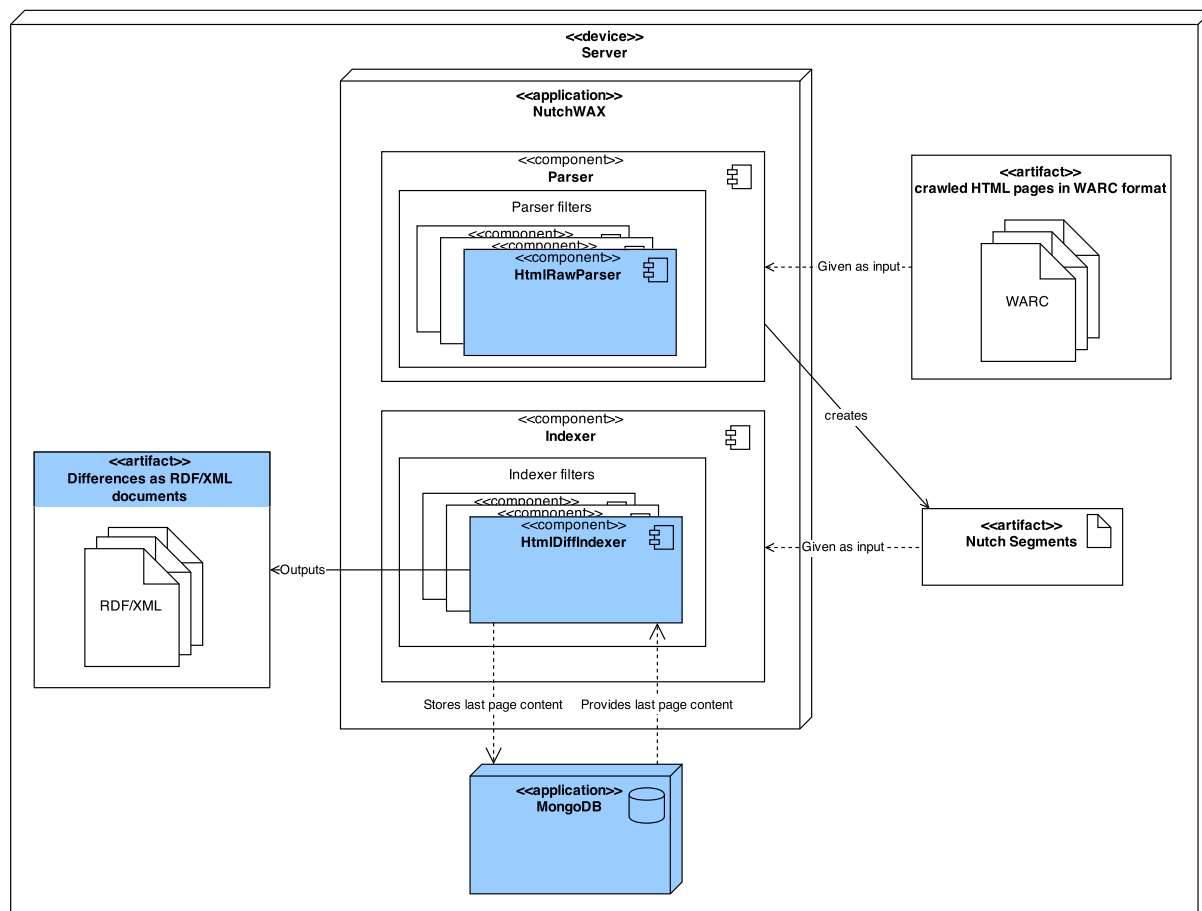 <<device>>
Server
<<application>>
NutchWAX
<<component>>
Parser
Parser filters
<<component>>
<<component>>
<<component>>
HtmlRawParser
<<artifact>>
crawled HTML pages in WARC format
WARC
Given as input
creates
<<component>>
Indexer
Indexer filters
<<component>>
<<component>>
<<component>>
HtmlDiffIndexer
<<artifact>>
Differences as RDF/XML
documents
RDF/XML
Outputs
<<artifact>>
Nutch Segments
Given as input
Stores last page content
Provides last page content
<<application>>
MongoDB